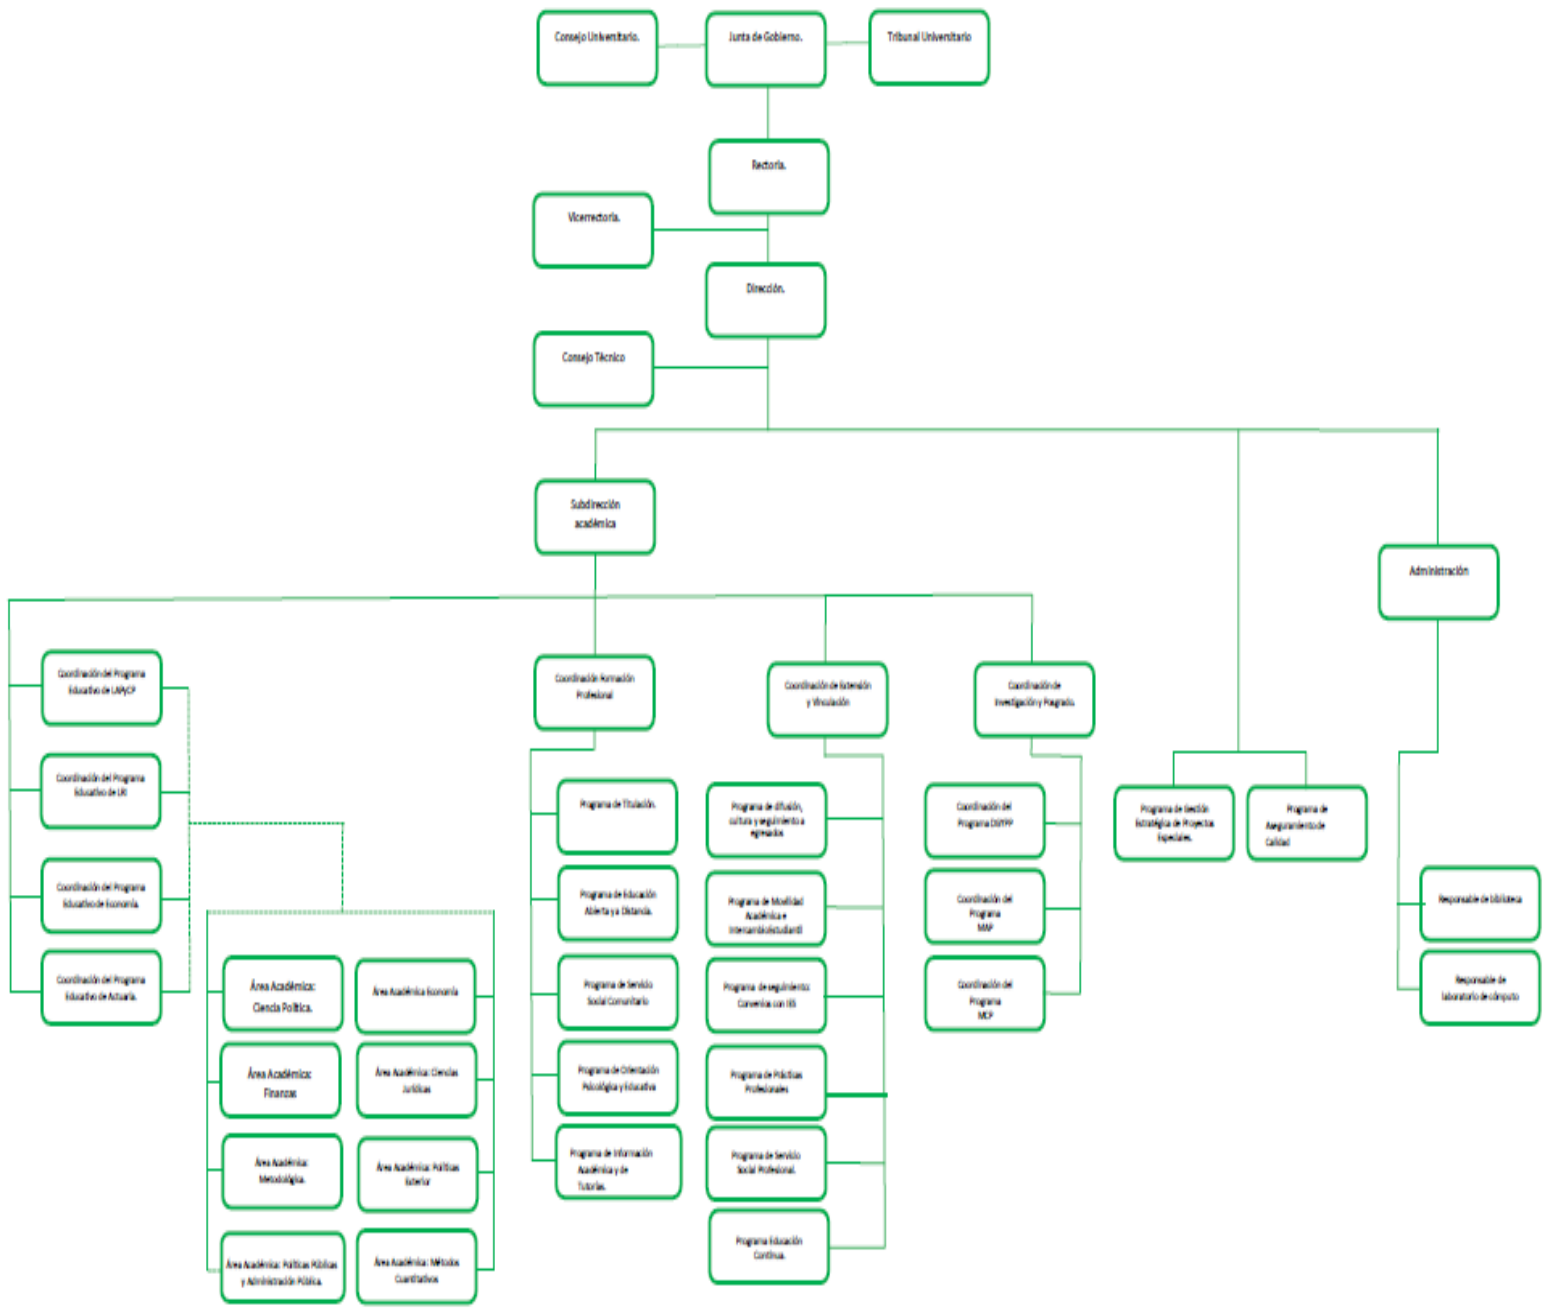 Consejo Universitario.
Junta de Gobierno.
Tribunal Universitario
Rectoría.
Vicerrectoría.
Dirección.
Consejo Técnico
Subdirección
académica
Administración
Coordinación del Programa
Educativo de LAPyCP
Coordinación del Programa
Educativo de LRI
Coordinación del Programa
Educativo de Economía.
Coordinación del Programa
Educativo de Actuaría.
Área Académica:
Ciencia Política.
Área Académica Economía
Área Académica:
Finanzas
Área Académica: Ciencias
Jurídicas
Área Académica:
Metodológica.
Área Académica: Políticas
Exterior
Área Académica: Políticas Públicas
y Administración Pública.
Área Académica: Métodos
Cuantitativos
Coordinación Formación
Profesional
Programa de Titulación.
Programa de Educación
Abierta y a Distancia.
Programa de Servicio
Social Comunitario
Programa de Orientación
Psicológica y Educativa
Programa de Información
Académica y de
Tutorías.
Coordinación de Extensión
y Vinculación
Programa de difusión,
cultura y seguimiento a
egresados
Programa de Movilidad
Académica e
Intercambio estudiantil
Programa de seguimiento:
Convenios con IES
Programa de Prácticas
Profesionales
Programa de Servicio
Social Profesional.
Programa Educación
Continua.
Coordinación de
Investigación y Posgrado.
Coordinación del
Programa
Coordinación del
Programa
MAP
Coordinación del
Programa
MCP
Programa de Gestión
Estratégica de Proyectos
Especiales.
Programa de
Aseguramiento de
Calidad
Responsable de biblioteca
Responsable de
laboratorio de cómputo